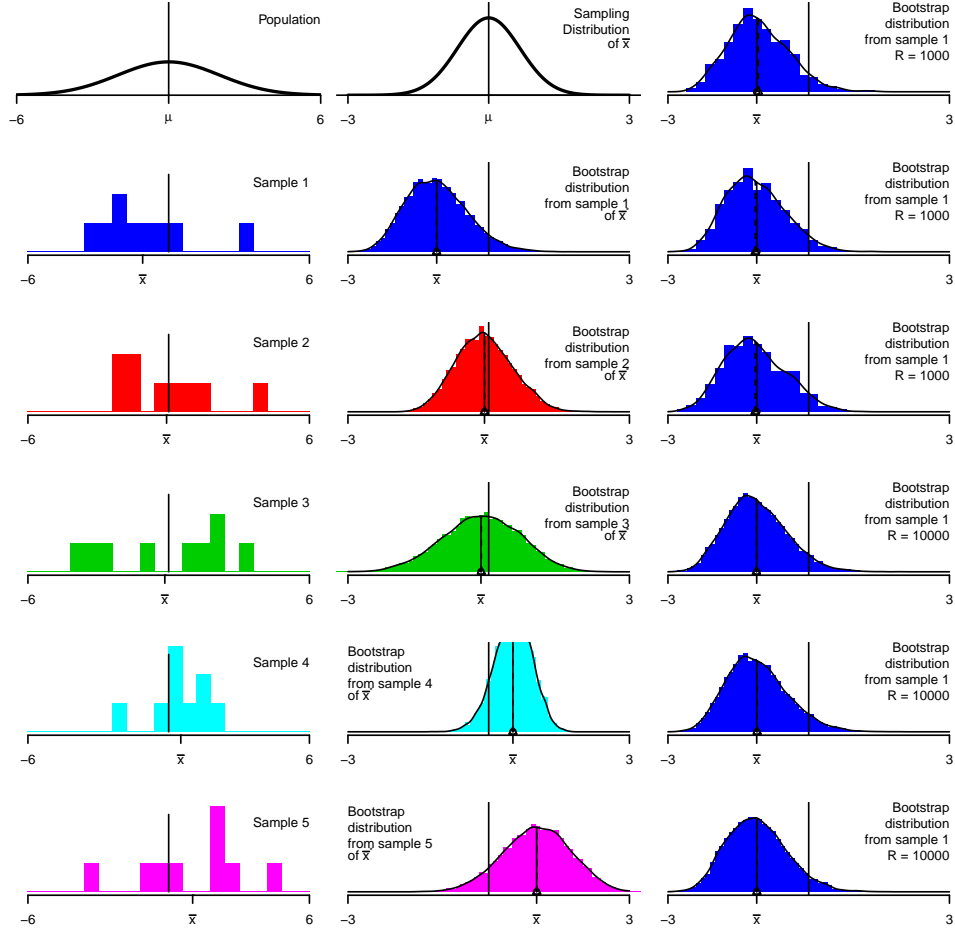 Population
−6
μ
6
Sampling
Distribution
of x̅
−3
μ
3
Bootstrap
distribution
from sample 1
R = 1000
−3
x̅
3
Sample 1
−6
x̅
6
Bootstrap
distribution
from sample 1
of x̅
−3
x̅
3
Bootstrap
distribution
from sample 1
R = 1000
−3
x̅
3
Sample 2
−6
x̅
6
Bootstrap
distribution
from sample 2
of x̅
−3
x̅
3
Bootstrap
distribution
from sample 1
R = 1000
−3
x̅
3
Sample 3
−6
x̅
6
Bootstrap
distribution
from sample 3
of x̅
−3
x̅
3
Bootstrap
distribution
from sample 1
R = 10000
−3
x̅
3
Sample 4
−6
x̅
6
Bootstrap
distribution
from sample 4
of x̅
−3
x̅
3
Bootstrap
distribution
from sample 1
R = 10000
−3
x̅
3
Sample 5
−6
x̅
6
Bootstrap
distribution
from sample 5
of x̅
−3
x̅
3
Bootstrap
distribution
from sample 1
R = 10000
−3
x̅
3